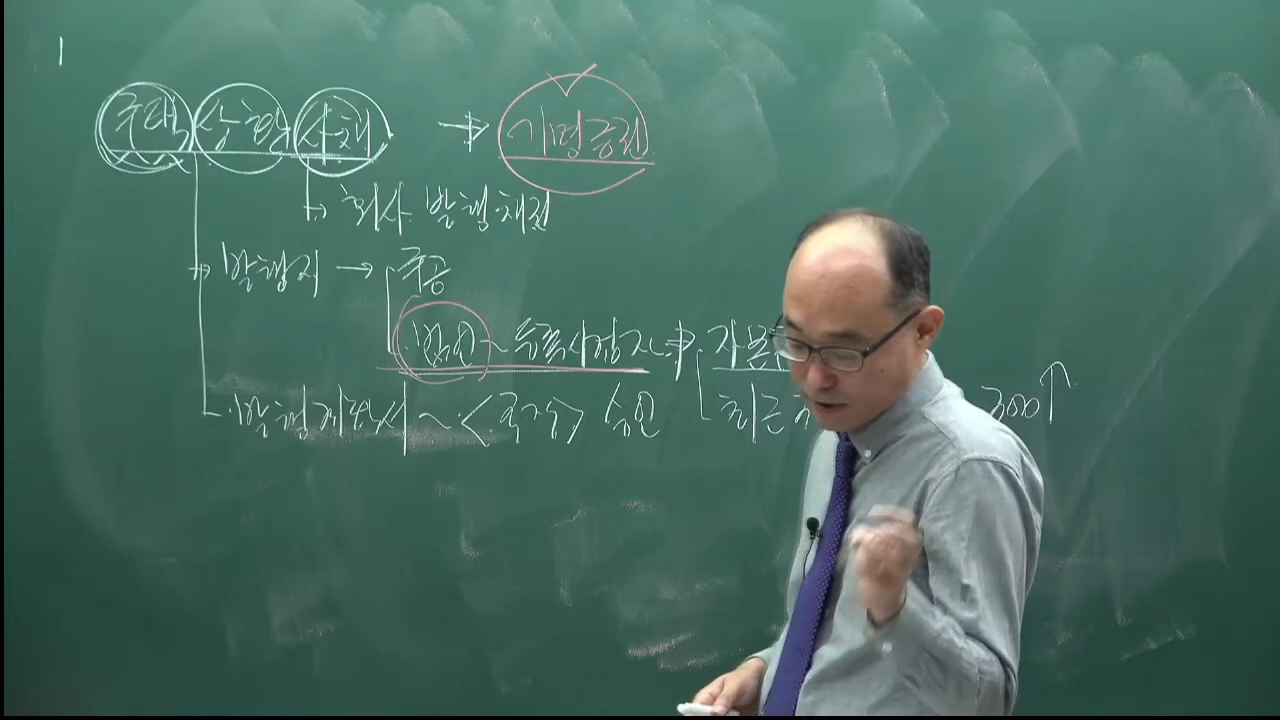 주택 상환 사채 → 기명증권
↳ 회사 발행 채권
→ 발행자 → 주공
법인 ~ 등록사업자 ⇒ 자본
발행계획서 ~ <국장> 승인 최근 300↑